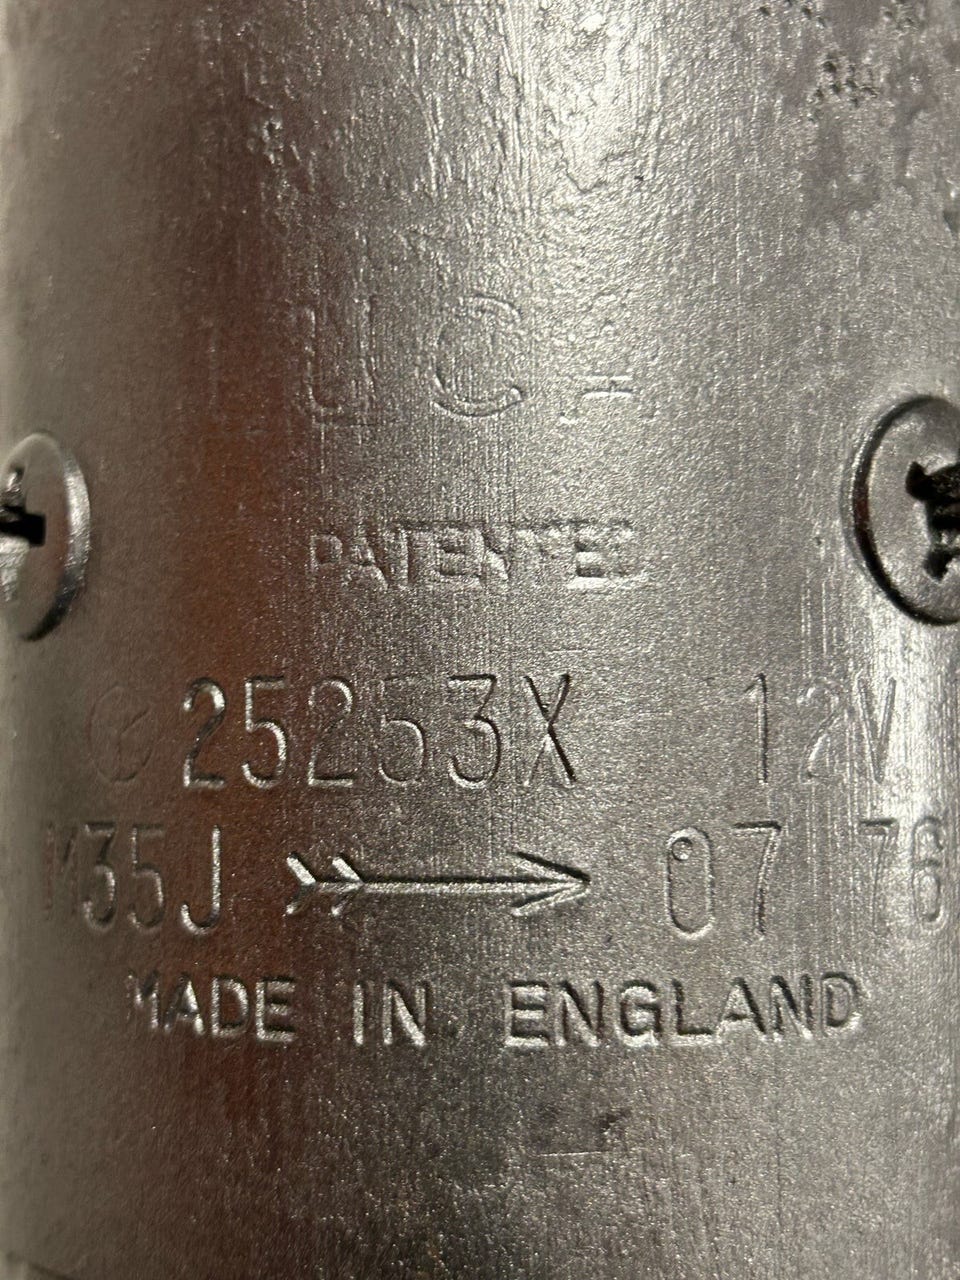 PATENTED
25253X 12V
M35J 07 76
MADE IN ENGLAND